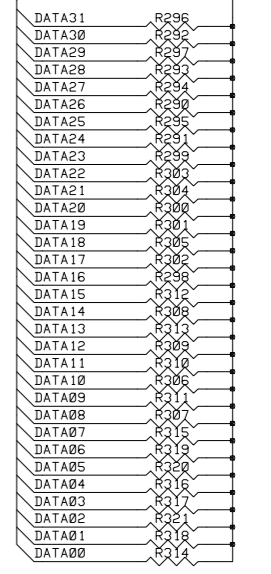 DATA31 R296
DATA30 R292
DATA29 R297
DATA28 R293
DATA27 R294
DATA26 R290
DATA25 R295
DATA24 R291
DATA23 R299
DATA22 R303
DATA21 R304
DATA20 R300
DATA19 R301
DATA18 R305
DATA17 R302
DATA16 R298
DATA15 R312
DATA14 R308
DATA13 R313
DATA12 R309
DATA11 R310
DATA10 R306
DATA09 R311
DATA08 R307
DATA07 R315
DATA06 R319
DATA05 R320
DATA04 R316
DATA03 R317
DATA02 R321
DATA01 R318
DATA00 R314